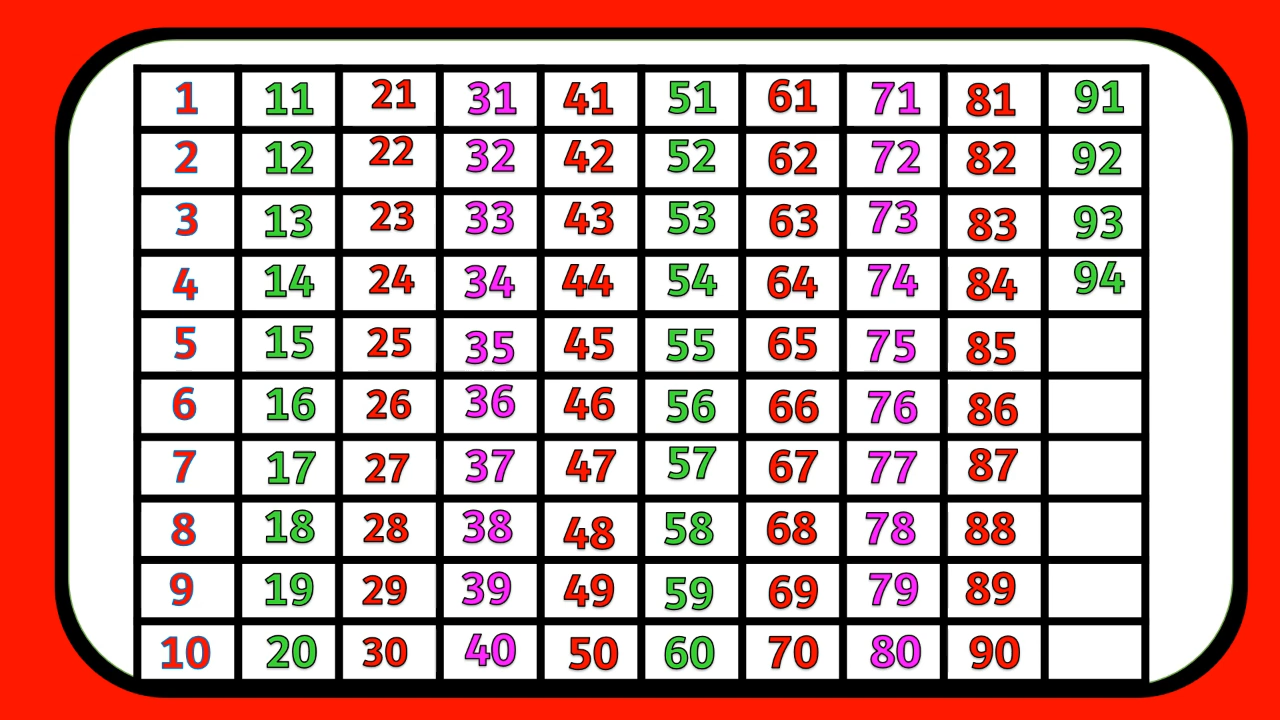 1 11 21 31 41 51 61 71 81 91
2 12 22 32 42 52 62 72 82 92
3 13 23 33 43 53 63 73 83 93
4 14 24 34 44 54 64 74 84 94
5 15 25 35 45 55 65 75 85
6 16 26 36 46 56 66 76 86
7 17 27 37 47 57 67 77 87
8 18 28 38 48 58 68 78 88
9 19 29 39 49 59 69 79 89
10 20 30 40 50 60 70 80 90